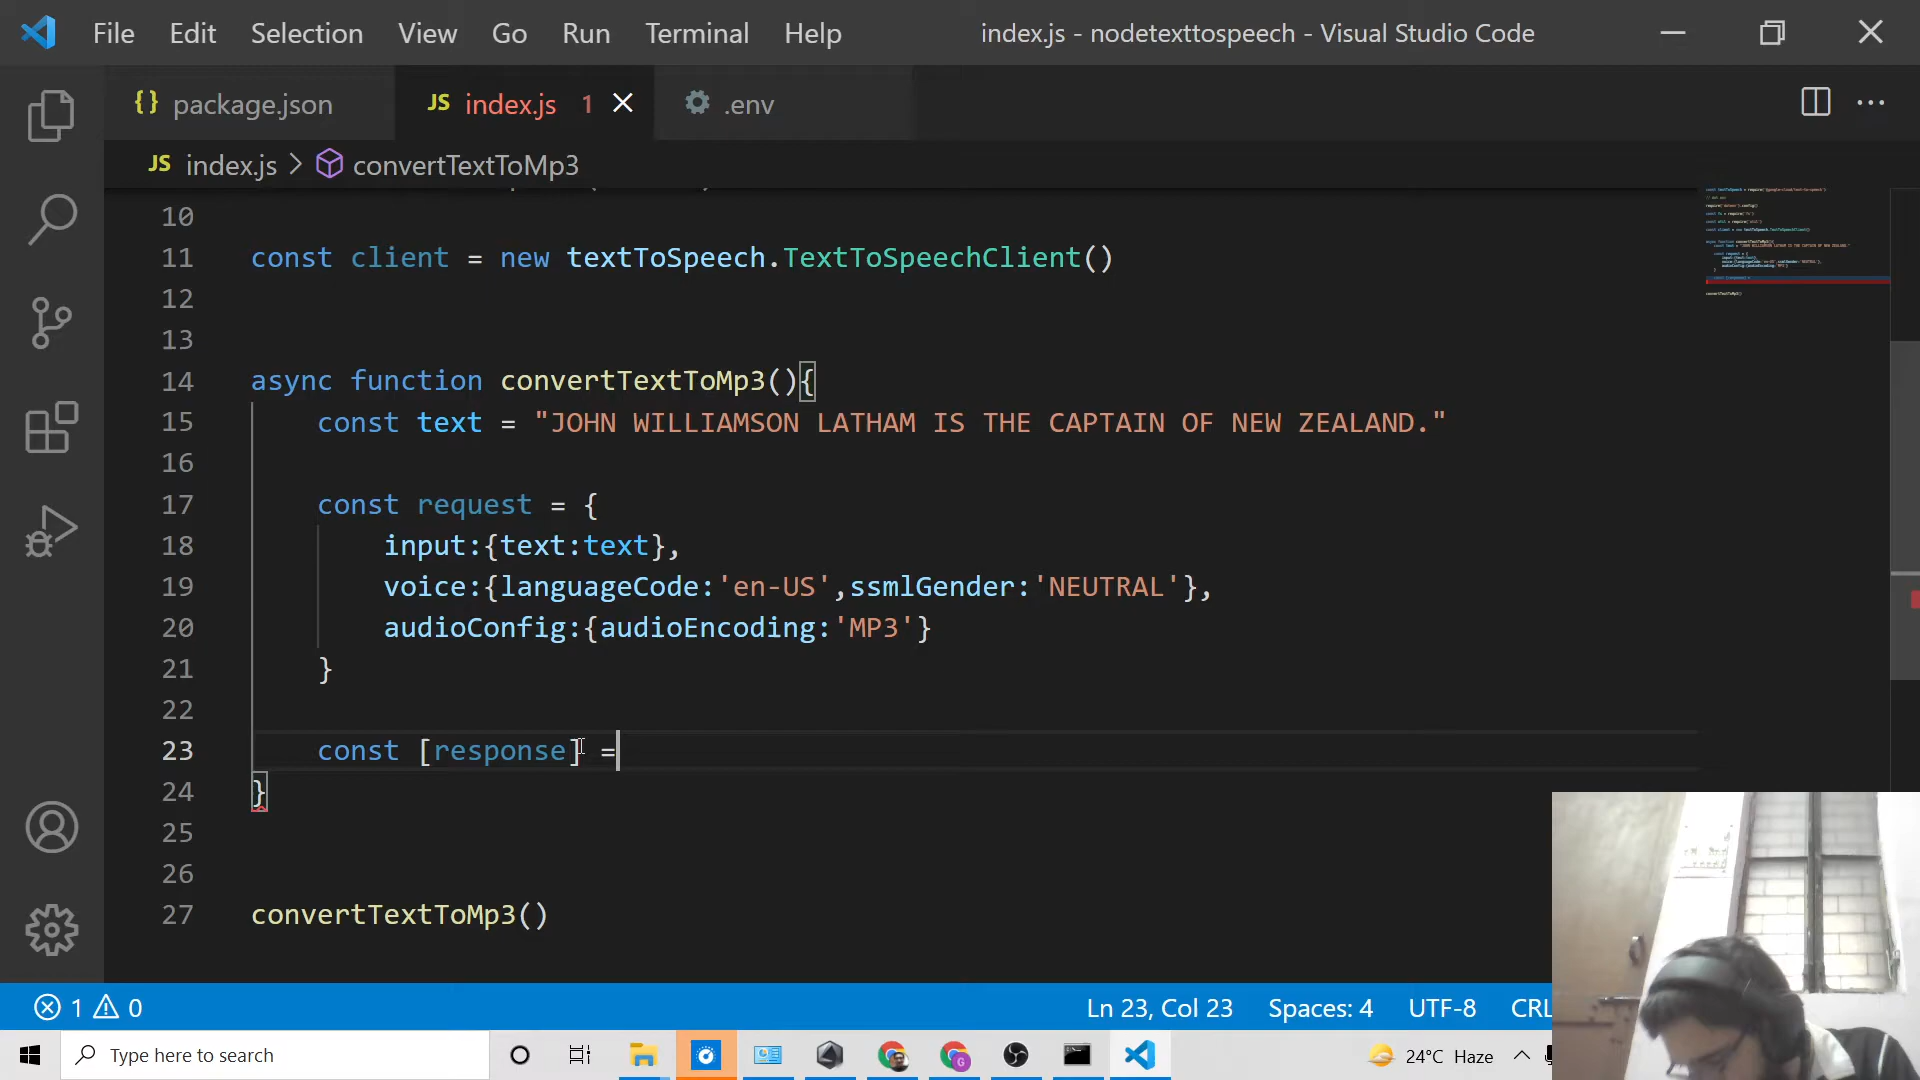 File Edit Selection View Go Run Terminal Help index.js - nodetexttospeech - Visual Studio Code
{} package.json JS index.js 1 .env
JS index.js > convertTextToMp3
10
11 const client = new textToSpeech.TextToSpeechClient()
12
13
14 async function convertTextToMp3(){
15 const text = "JOHN WILLIAMSON LATHAM IS THE CAPTAIN OF NEW ZEALAND."
16
17 const request = {
18 input:{text:text},
19 voice:{languageCode:'en-US',ssmlGender:'NEUTRAL'},
20 audioConfig:{audioEncoding:'MP3'}
21 }
22
23 const [response] =
24 }
25
26
27 convertTextToMp3()
1 0 Ln 23, Col 23 Spaces: 4 UTF-8 CRL
Type here to search 24°C Haze